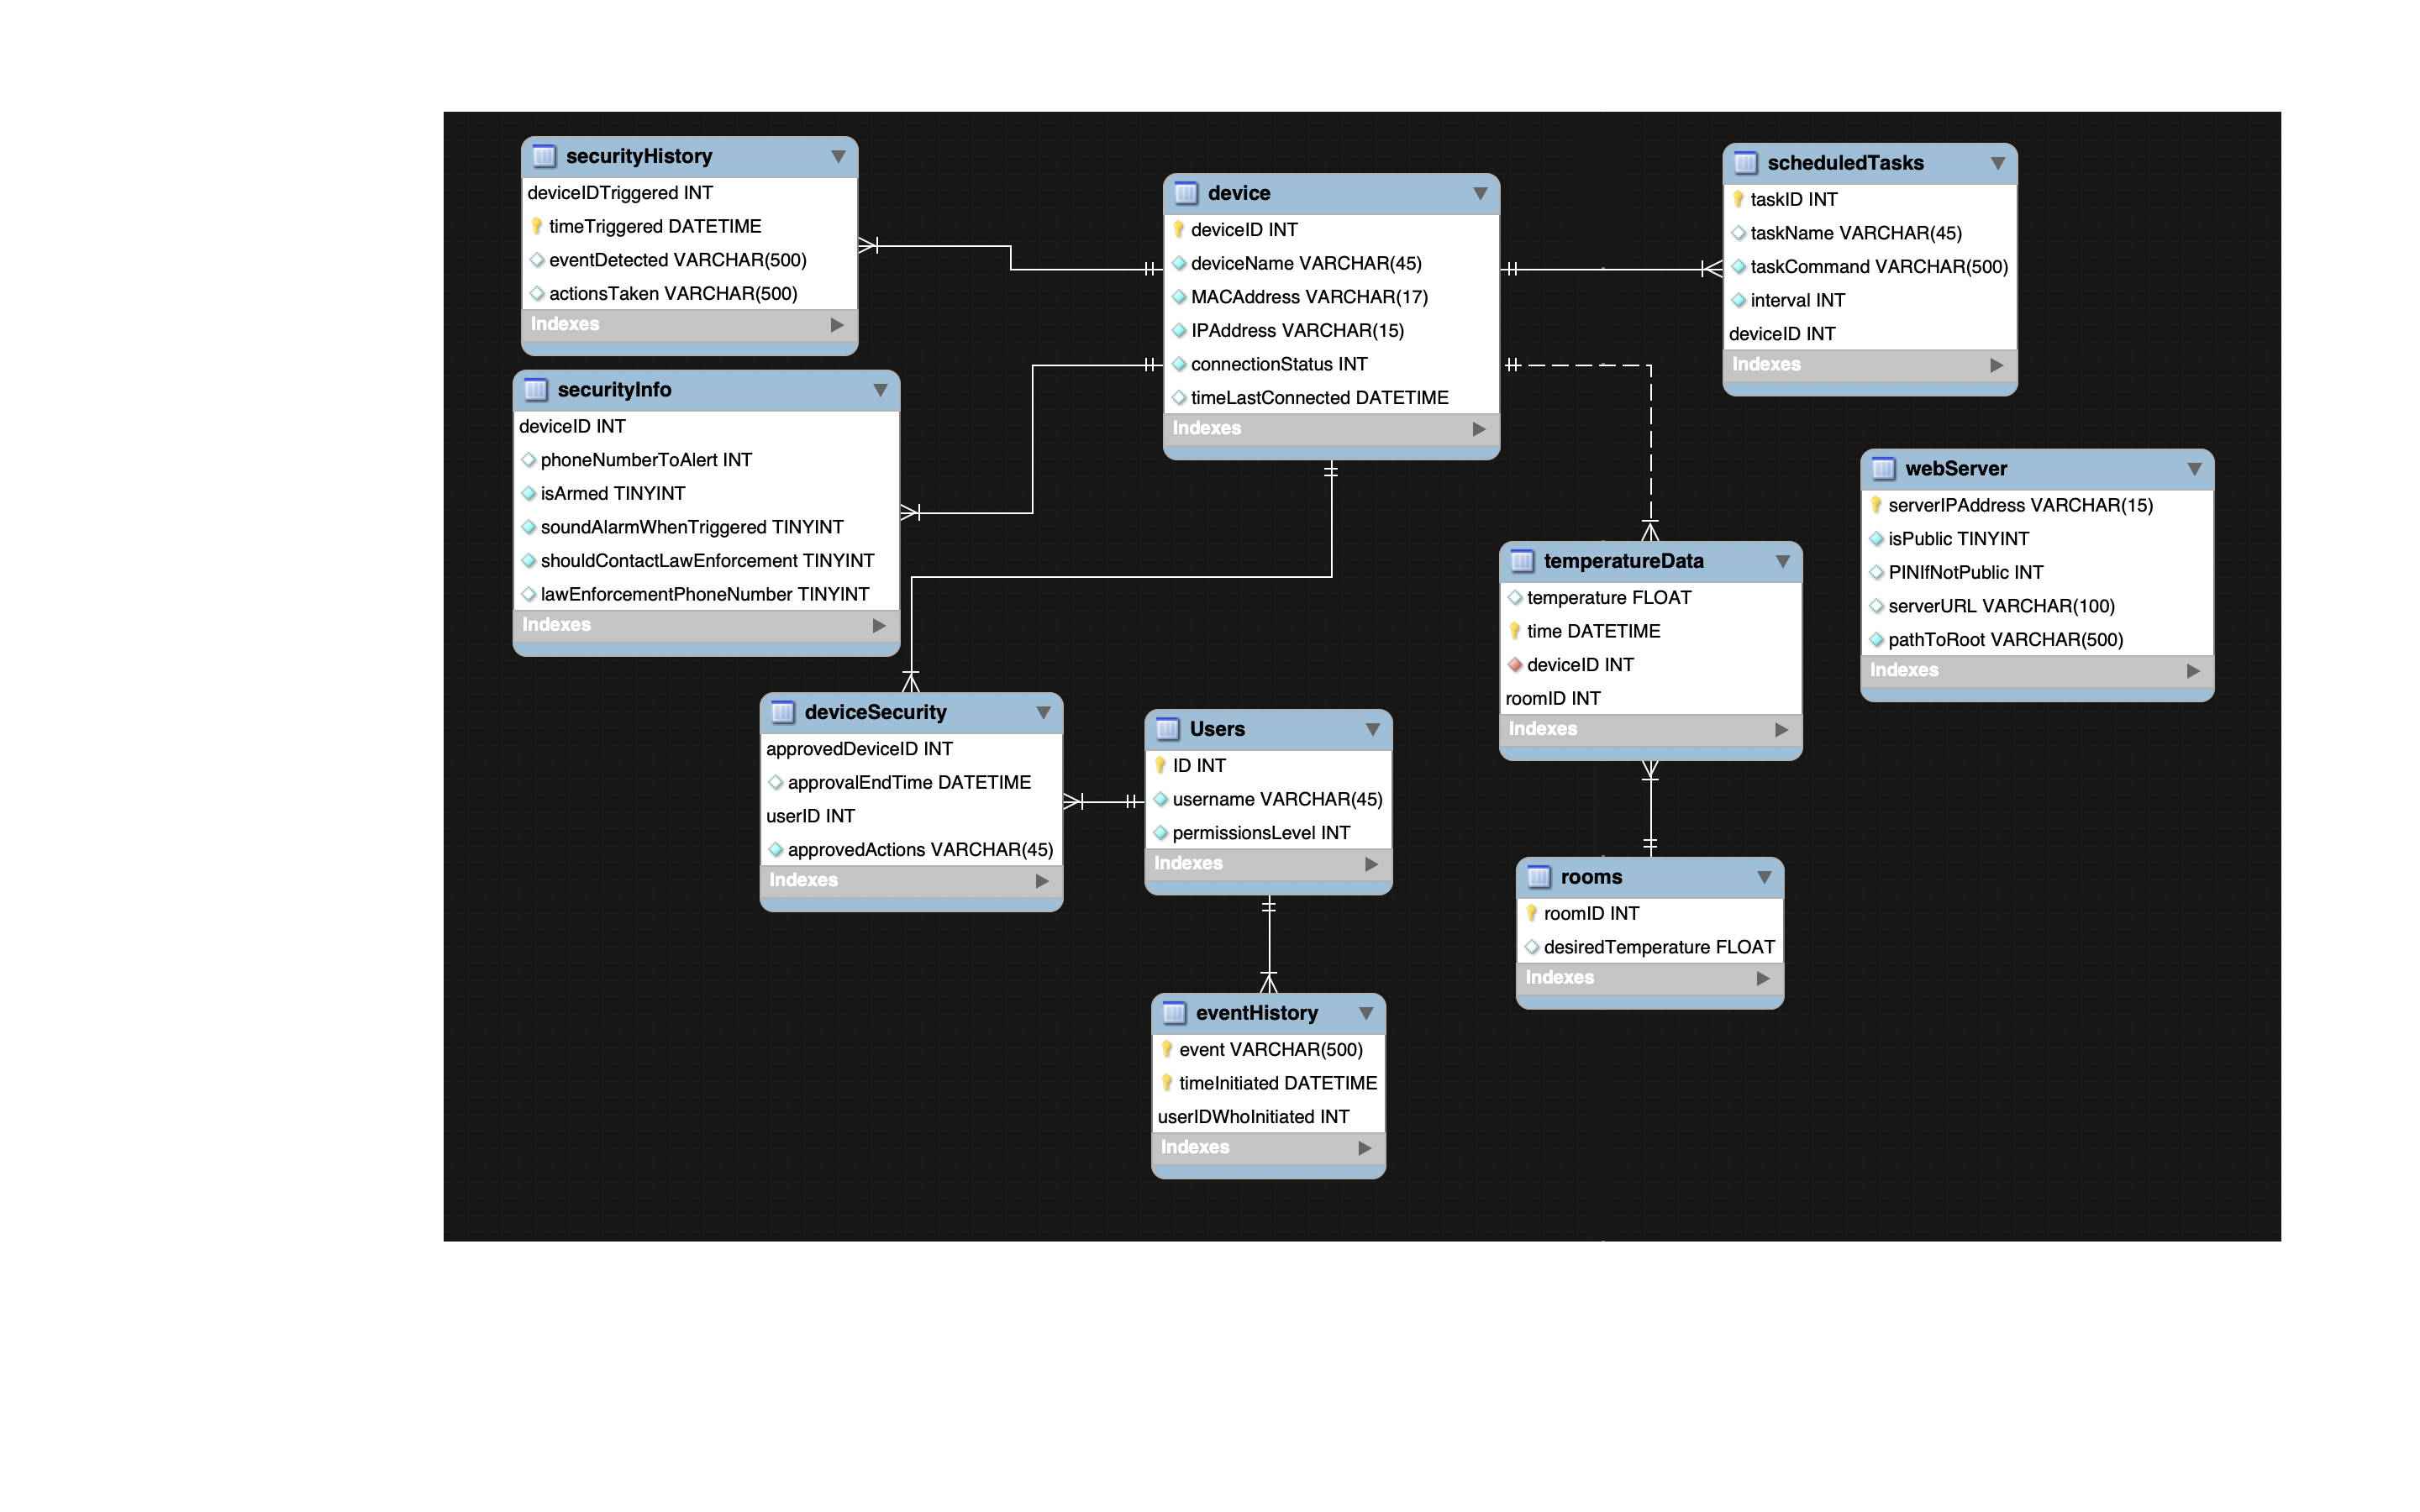 securityHistory
deviceIDTriggered INT
timeTriggered DATETIME
eventDetected VARCHAR(500)
actionsTaken VARCHAR(500)
Indexes
securityInfo
deviceID INT
phoneNumberToAlert INT
isArmed TINYINT
soundAlarmWhenTriggered TINYINT
shouldContactLawEnforcement TINYINT
lawEnforcementPhoneNumber TINYINT
Indexes
device
deviceID INT
deviceName VARCHAR(45)
MACAddress VARCHAR(17)
IPAddress VARCHAR(15)
connectionStatus INT
timeLastConnected DATETIME
Indexes
scheduledTasks
taskID INT
taskName VARCHAR(45)
taskCommand VARCHAR(500)
interval INT
deviceID INT
Indexes
webServer
serverIPAddress VARCHAR(15)
isPublic TINYINT
PINIfNotPublic INT
serverURL VARCHAR(100)
pathToRoot VARCHAR(500)
Indexes
temperatureData
temperature FLOAT
time DATETIME
deviceID INT
roomID INT
Indexes
deviceSecurity
approvedDeviceID INT
approvalEndTime DATETIME
userID INT
approvedActions VARCHAR(45)
Indexes
Users
ID INT
username VARCHAR(45)
permissionsLevel INT
Indexes
rooms
roomID INT
desiredTemperature FLOAT
Indexes
eventHistory
event VARCHAR(500)
timeInitiated DATETIME
userIDWhoInitiated INT
Indexes